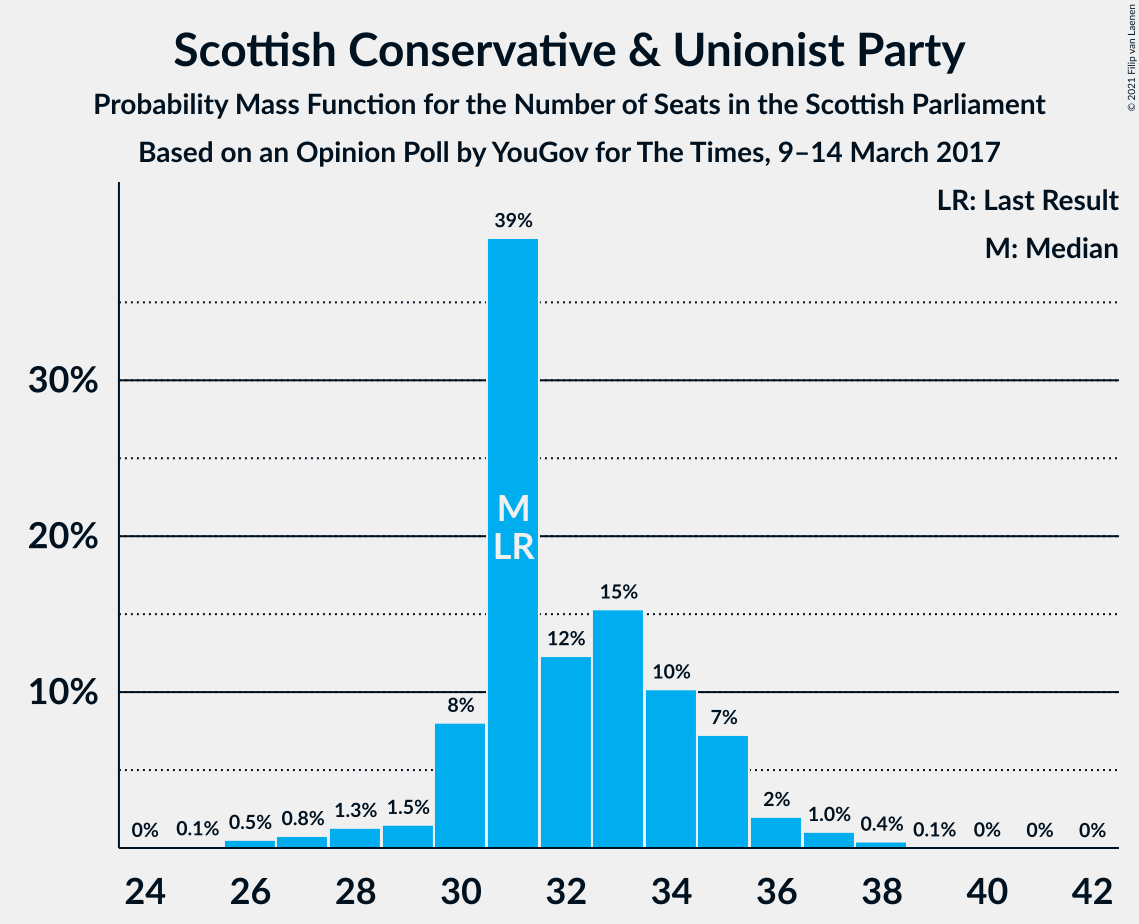 Scottish Conservative & Unionist Party
Probability Mass Function for the Number of Seats in the Scottish Parliament
Based on an Opinion Poll by YouGov for The Times, 9–14 March 2017
© 2021 Filip van Laenen
LR: Last Result
M: Median
30%
20%
10%
0%
0.1%
0.5%
0.8%
1.3%
1.5%
8%
39%
M
LR
12%
15%
10%
7%
2%
1.0%
0.4%
0.1%
0%
0%
0%
24 26 28 30 32 34 36 38 40 42